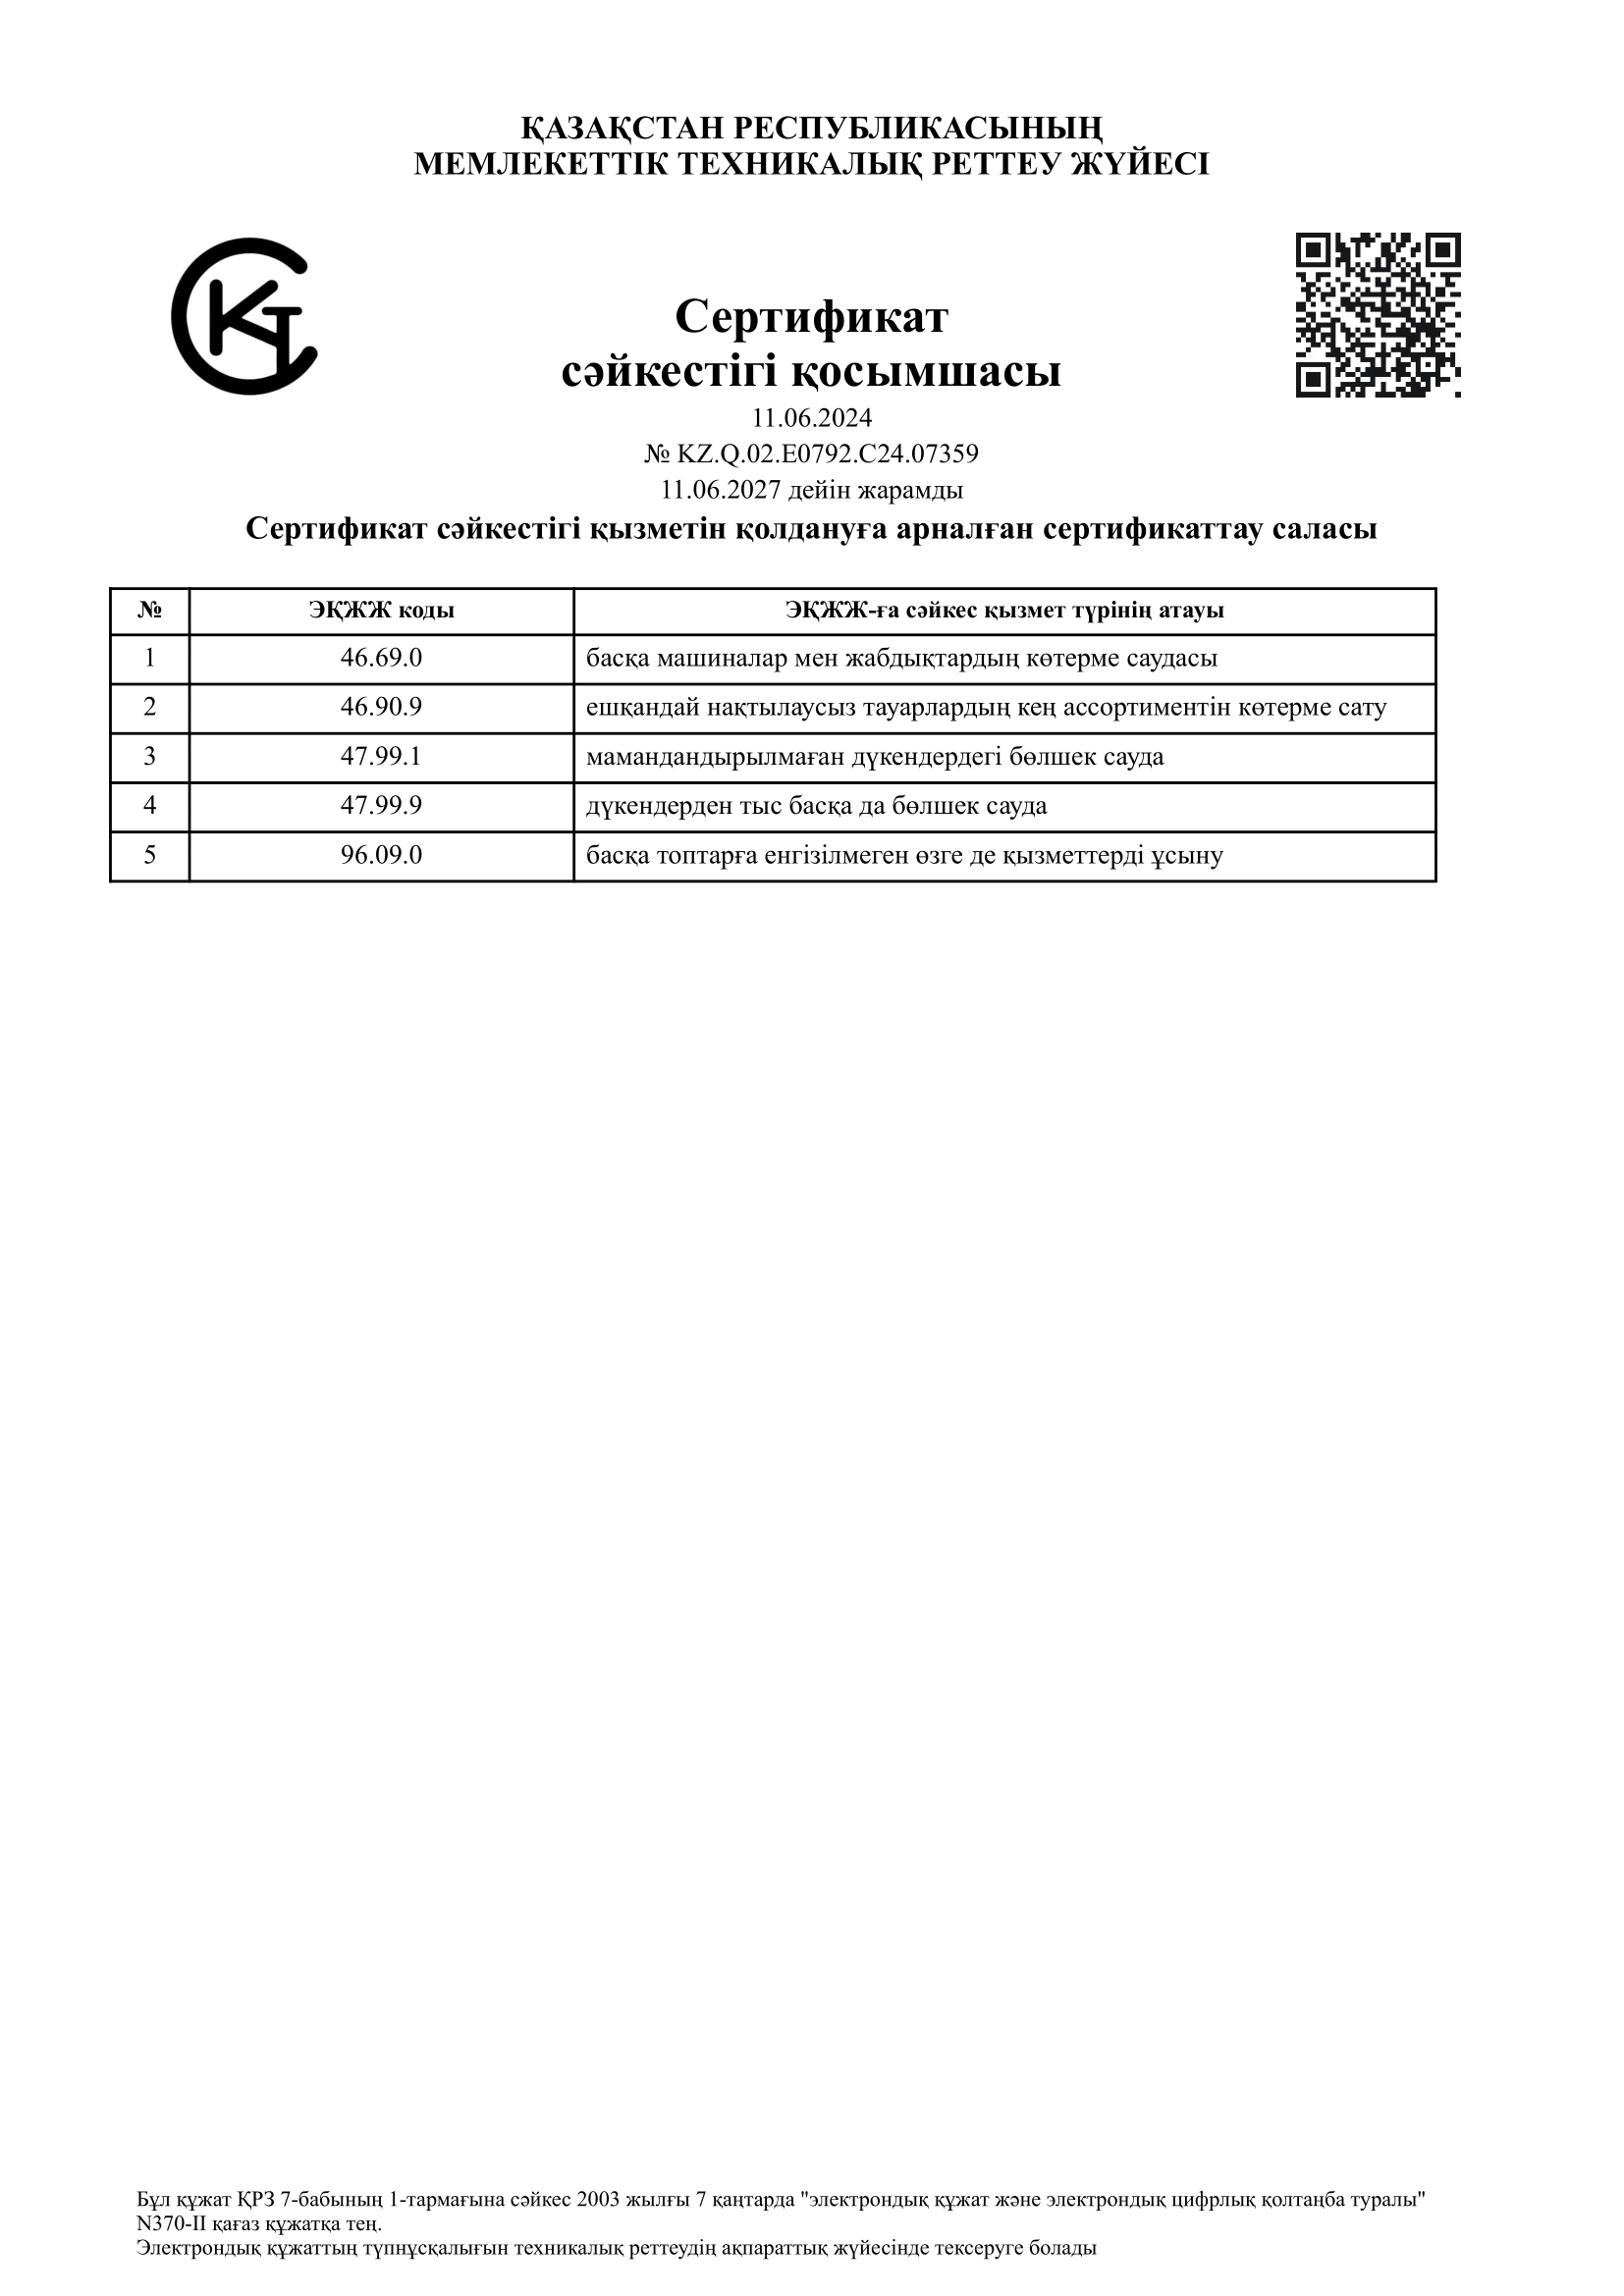 ҚАЗАҚСТАН РЕСПУБЛИКАСЫНЫҢ
МЕМЛЕКЕТТІК ТЕХНИКАЛЫҚ РЕТТЕУ ЖҮЙЕСІ
Сертификат
сәйкестігі қосымшасы
11.06.2024
№ KZ.Q.02.E0792.C24.07359
11.06.2027 дейін жарамды
Сертификат сәйкестігі қызметін қолдануға арналған сертификаттау саласы
№ ЭҚЖЖ коды ЭҚЖЖ-ға сәйкес қызмет түрінің атауы
1 46.69.0 басқа машиналар мен жабдықтардың көтерме саудасы
2 46.90.9 ешқандай нақтылаусыз тауарлардың кең ассортиментін көтерме сату
3 47.99.1 мамандандырылмаған дүкендердегі бөлшек сауда
4 47.99.9 дүкендерден тыс басқа да бөлшек сауда
5 96.09.0 басқа топтарға енгізілмеген өзге де қызметтерді ұсыну
Бұл құжат ҚРЗ 7-бабының 1-тармағына сәйкес 2003 жылғы 7 қаңтарда "электрондық құжат және электрондық цифрлық қолтаңба туралы"
N370-II қағаз құжатқа тең.
Электрондық құжаттың түпнұсқалығын техникалық реттеудің ақпараттық жүйесінде тексеруге болады